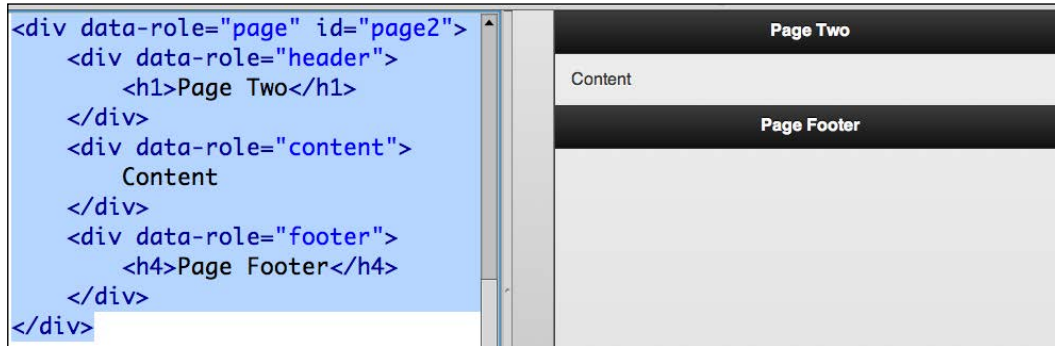 <div data-role="page" id="page2">
    <div data-role="header">
        <h1>Page Two</h1>
    </div>
    <div data-role="content">
        Content
    </div>
    <div data-role="footer">
        <h4>Page Footer</h4>
    </div>
</div>
Page Two
Content
Page Footer